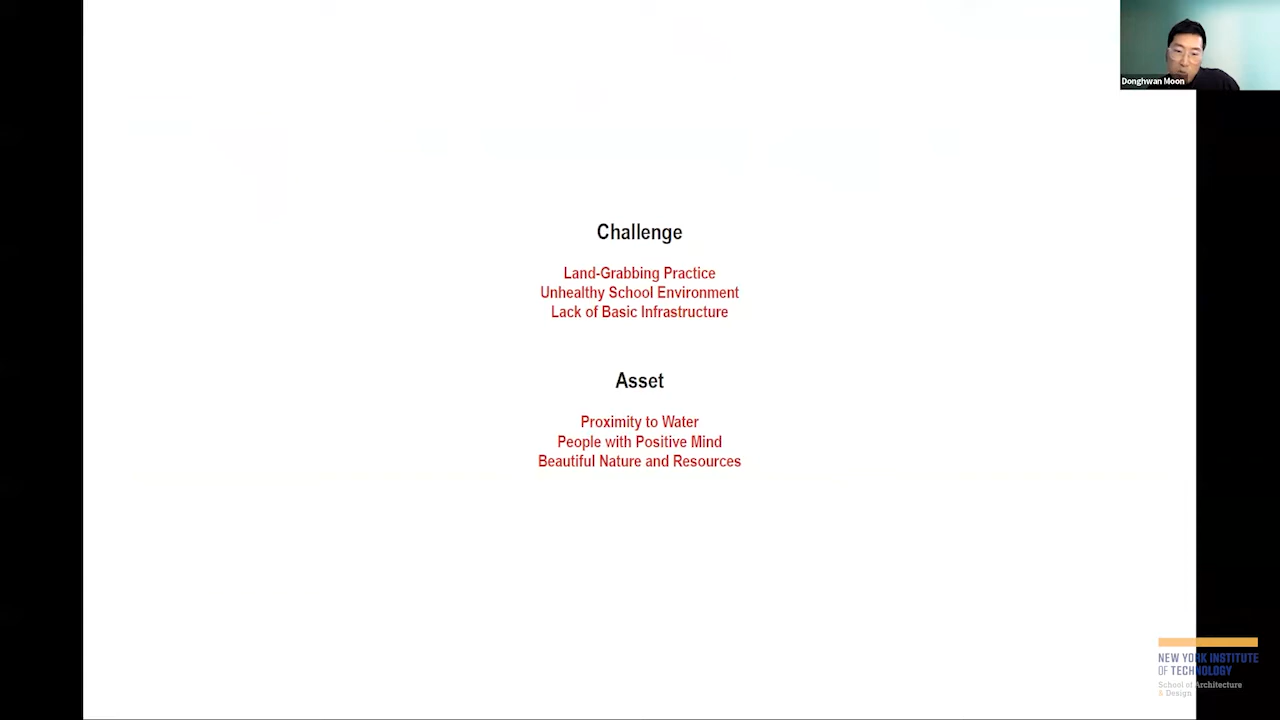 Donghwan Moon
Challenge
Land-Grabbing Practice
Unhealthy School Environment
Lack of Basic Infrastructure
Asset
Proximity to Water
People with Positive Mind
Beautiful Nature and Resources
NEW YORK INSTITUTE
OF TECHNOLOGY
School of Architecture
& Design